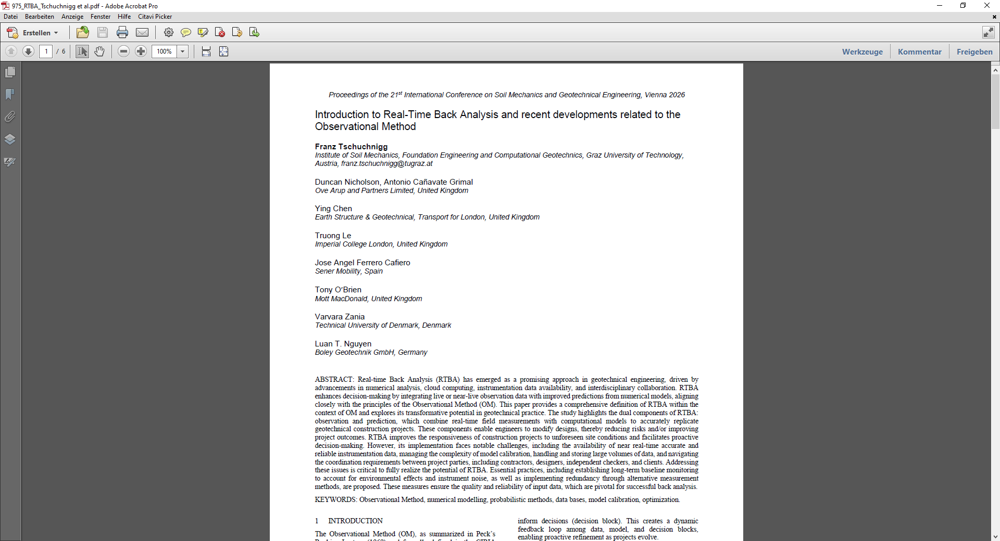 975_RTBA_Tschuchnigg et al.pdf - Adobe Acrobat Pro
Datei Bearbeiten Anzeige Fenster Hilfe Citavi Picker
Erstellen
1 / 6 100% Werkzeuge Kommentar Freigeben
Proceedings of the 21st International Conference on Soil Mechanics and Geotechnical Engineering, Vienna 2026
Introduction to Real-Time Back Analysis and recent developments related to the
Observational Method
Franz Tschuchnigg
Institute of Soil Mechanics, Foundation Engineering and Computational Geotechnics, Graz University of Technology,
Austria, franz.tschuchnigg@tugraz.at
Duncan Nicholson, Antonio Cañavate Grimal
Ove Arup and Partners Limited, United Kingdom
Ying Chen
Earth Structure & Geotechnical, Transport for London, United Kingdom
Truong Le
Imperial College London, United Kingdom
Jose Angel Ferrero Cafiero
Sener Mobility, Spain
Tony O'Brien
Mott MacDonald, United Kingdom
Varvara Zania
Technical University of Denmark, Denmark
Luan T. Nguyen
Boley Geotechnik GmbH, Germany
ABSTRACT: Real-time Back Analysis (RTBA) has emerged as a promising approach in geotechnical engineering, driven by
advancements in numerical analysis, cloud computing, instrumentation data availability, and interdisciplinary collaboration. RTBA
enhances decision-making by integrating live or near-live observation data with improved predictions from numerical models, aligning
closely with the principles of the Observational Method (OM). This paper provides a comprehensive definition of RTBA within the
context of OM and explores its transformative potential in geotechnical practice. The study highlights the dual components of RTBA:
observation and prediction, which combine real-time field measurements with computational models to accurately replicate
geotechnical construction projects. These components enable engineers to modify designs, thereby reducing risks and/or improving
project outcomes. RTBA improves the responsiveness of construction projects to unforeseen site conditions and facilitates proactive
decision-making. However, its implementation faces notable challenges, including the availability of near real-time accurate and
reliable instrumentation data, managing the complexity of model calibration, handling and storing large volumes of data, and navigating
the coordination requirements between project parties, including contractors, designers, independent checkers, and clients. Addressing
these issues is critical to fully realize the potential of RTBA. Essential practices, including establishing long-term baseline monitoring
to account for environmental effects and instrument noise, as well as implementing redundancy through alternative measurement
methods, are proposed. These measures ensure the quality and reliability of input data, which are pivotal for successful back analysis.
KEYWORDS: Observational Method, numerical modelling, probabilistic methods, data bases, model calibration, optimization.
1 INTRODUCTION
The Observational Method (OM), as summarized in Peck's
inform decisions (decision block). This creates a dynamic
feedback loop among data, model, and decision blocks,
enabling proactive refinement as projects evolve.